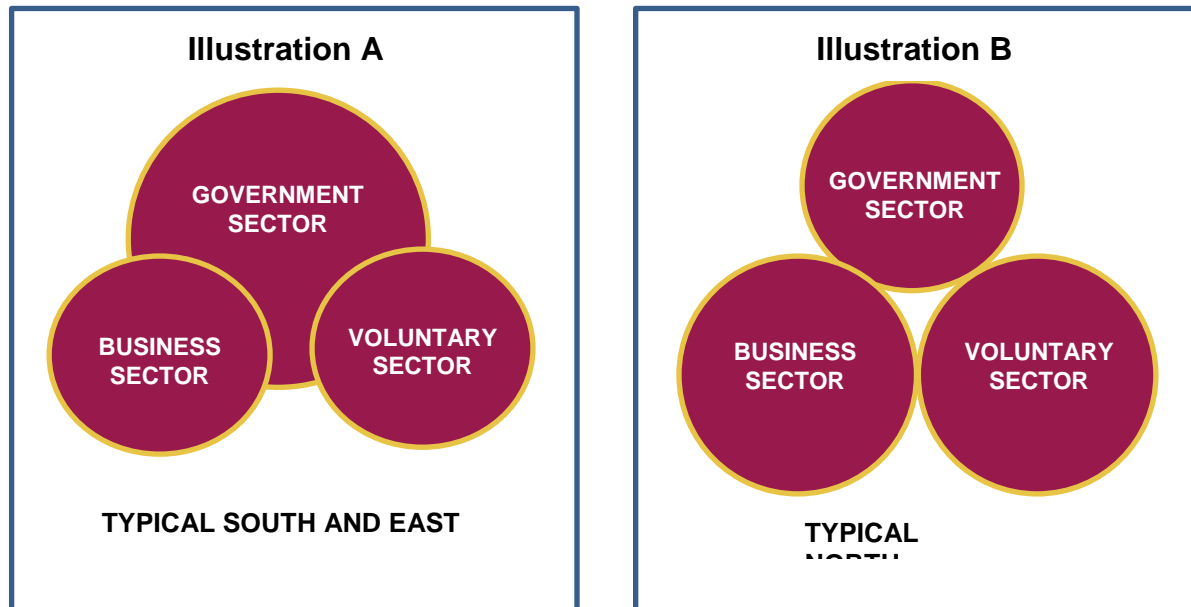 Illustration A
GOVERNMENT
SECTOR
BUSINESS
SECTOR
VOLUNTARY
SECTOR
TYPICAL SOUTH AND EAST
Illustration B
GOVERNMENT
SECTOR
BUSINESS
SECTOR
VOLUNTARY
SECTOR
TYPICAL
NORTH